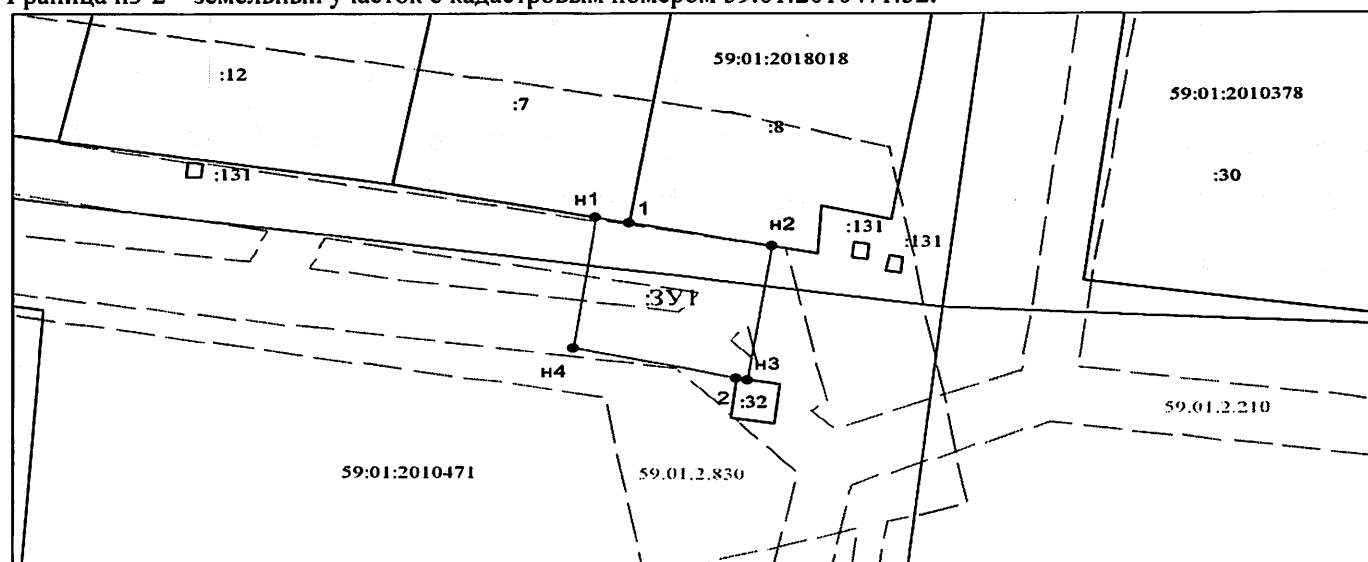 Граница н3-2 – земельный участок с кадастровым номером 59:01:2010471:32.
59:01:2018018
:12
59:01:2010378
:7
:8
:131
:30
н1
1
:131
н2
:131
:ЗУ1
н4
н3
2
:32
59.01.2.210
59:01:2010471
59.01.2.830